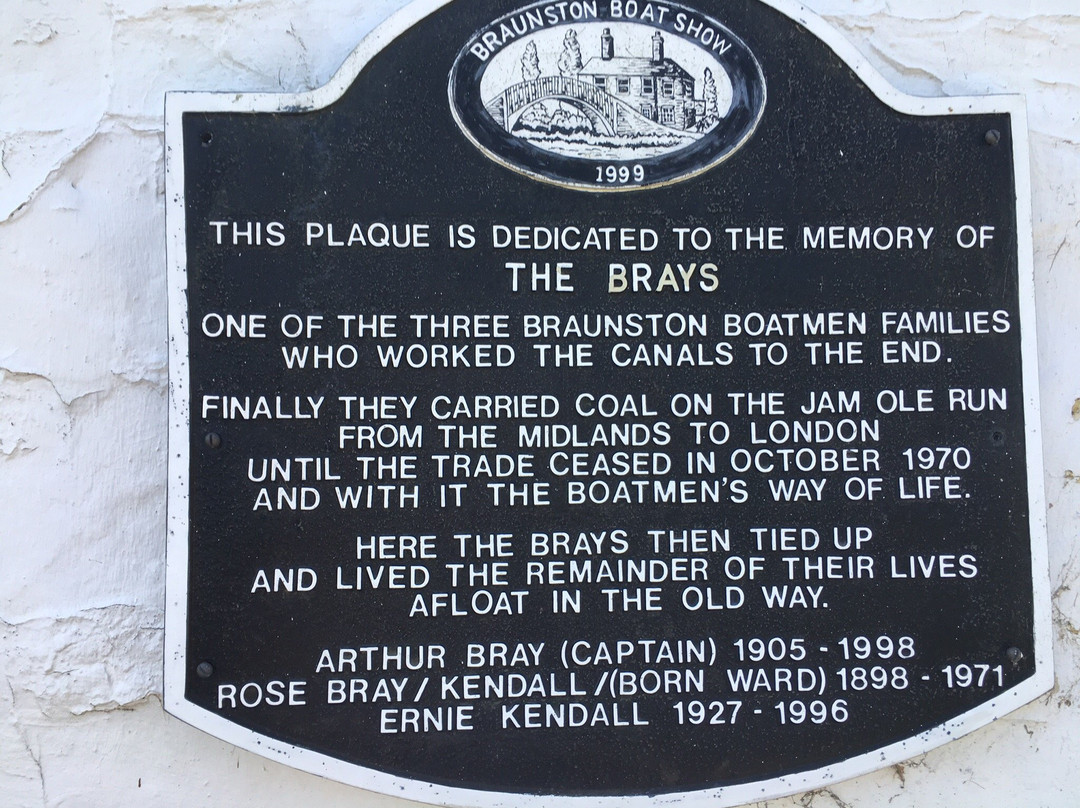 BRAUNSTON BOAT SHOW
1999
THIS PLAQUE IS DEDICATED TO THE MEMORY OF
THE BRAYS
ONE OF THE THREE BRAUNSTON BOATMEN FAMILIES
WHO WORKED THE CANALS TO THE END.
FINALLY THEY CARRIED COAL ON THE JAM OLE RUN
FROM THE MIDLANDS TO LONDON
UNTIL THE TRADE CEASED IN OCTOBER 1970
AND WITH IT THE BOATMEN'S WAY OF LIFE.
HERE THE BRAYS THEN TIED UP
AND LIVED THE REMAINDER OF THEIR LIVES
AFLOAT IN THE OLD WAY.
ARTHUR BRAY (CAPTAIN) 1905 - 1998
ROSE BRAY/ KENDALL /(BORN WARD) 1898 - 1971
ERNIE KENDALL 1927 - 1996